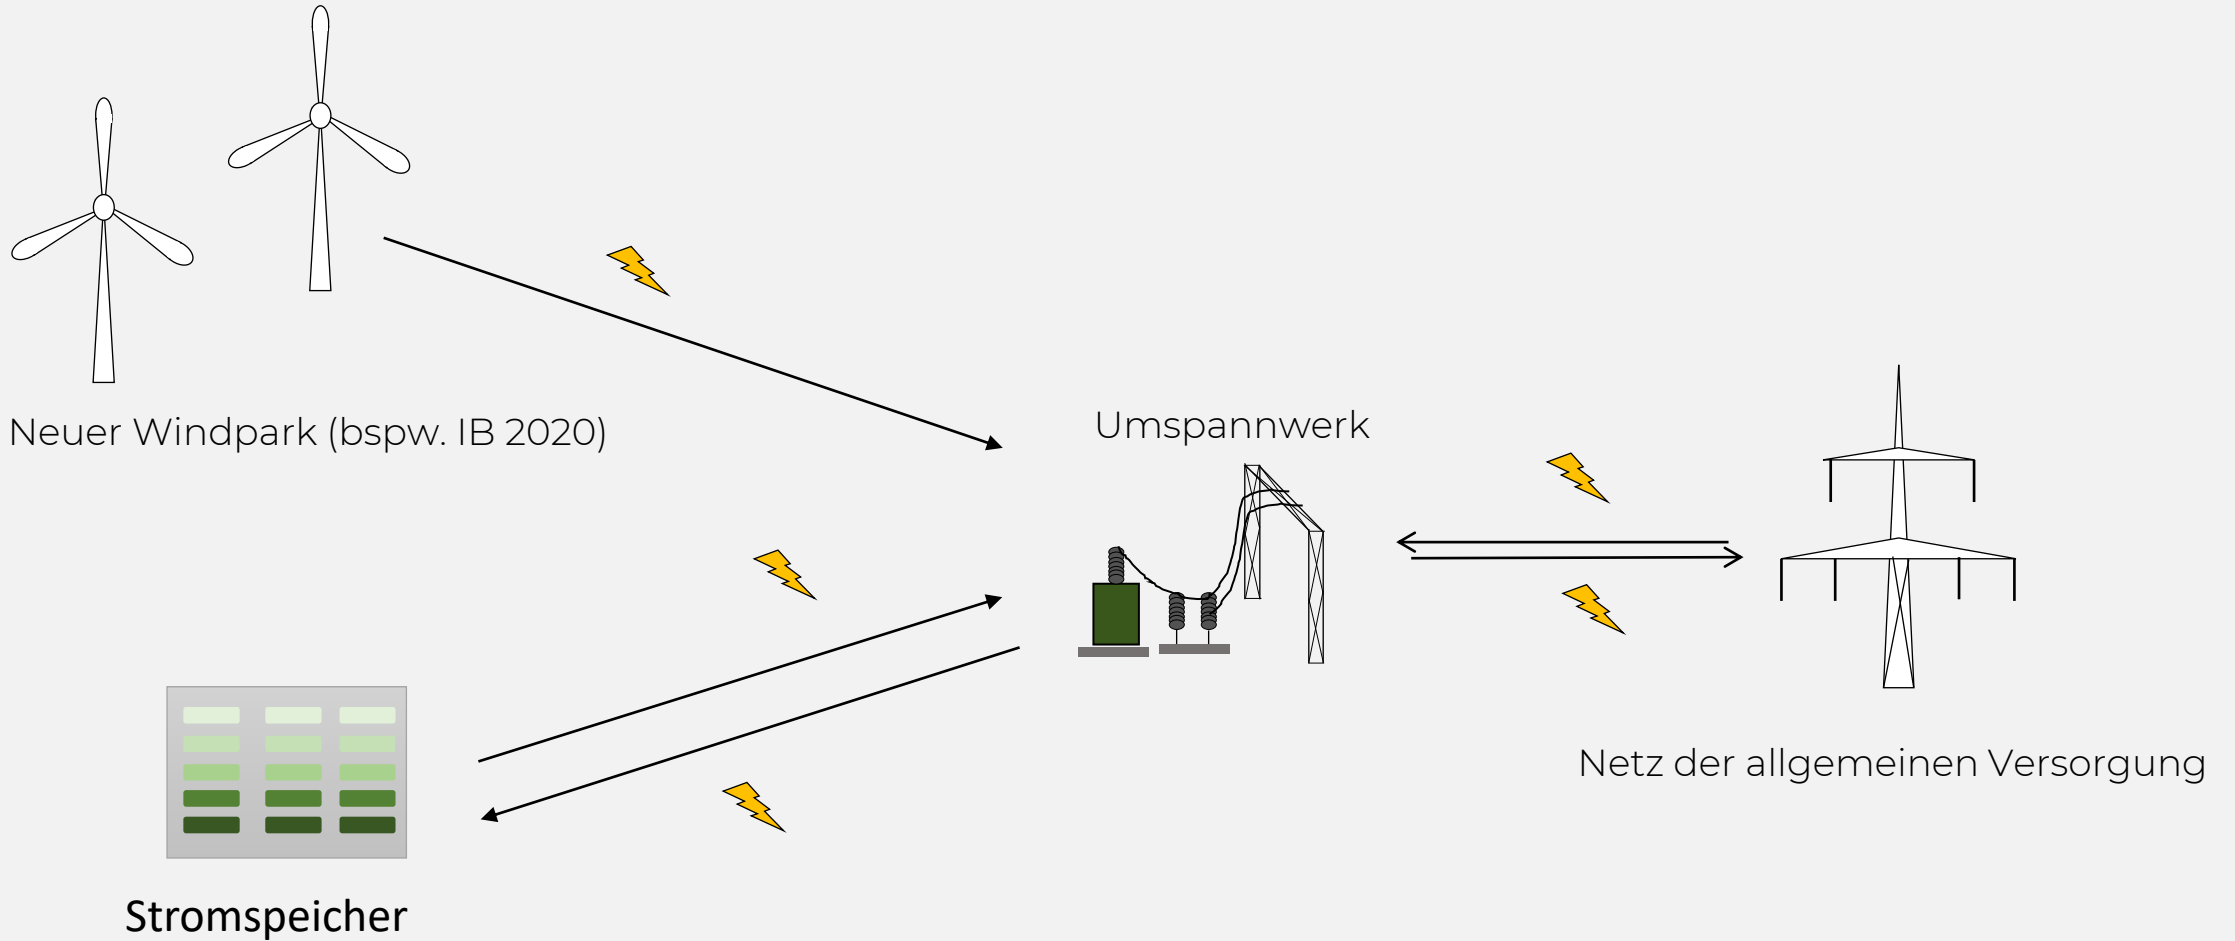 Neuer Windpark (bspw. IB 2020)
Umspannwerk
Netz der allgemeinen Versorgung
Stromspeicher